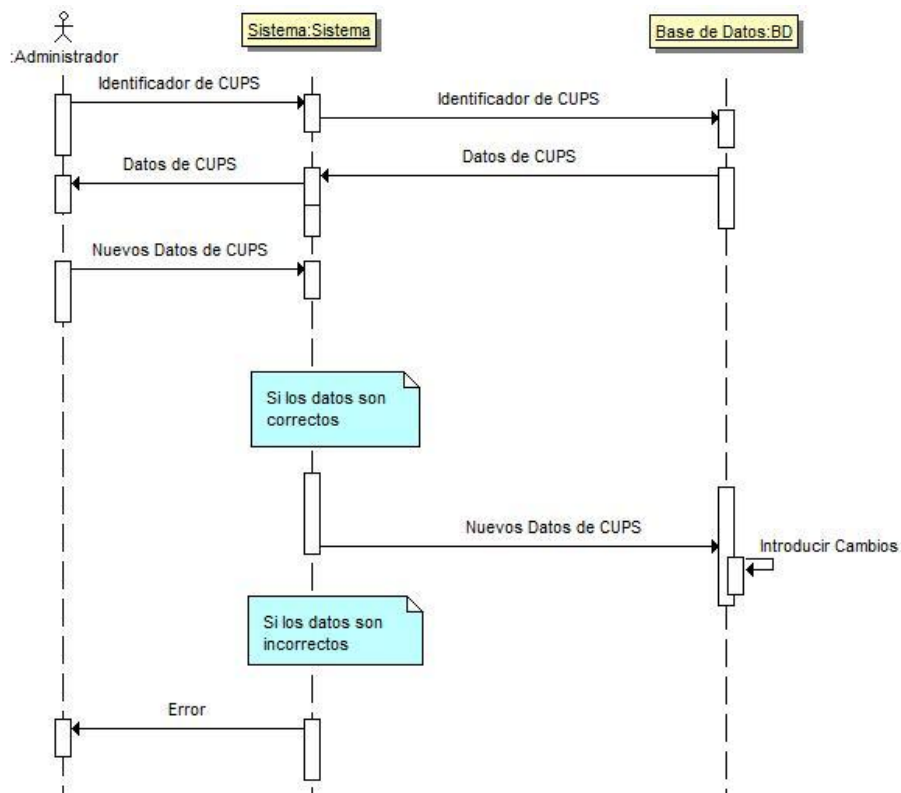 :Administrador
Sistema:Sistema
Base de Datos:BD
Identificador de CUPS
Identificador de CUPS
Datos de CUPS
Datos de CUPS
Nuevos Datos de CUPS
Si los datos son
correctos
Nuevos Datos de CUPS
Introducir Cambios
Si los datos son
incorrectos
Error